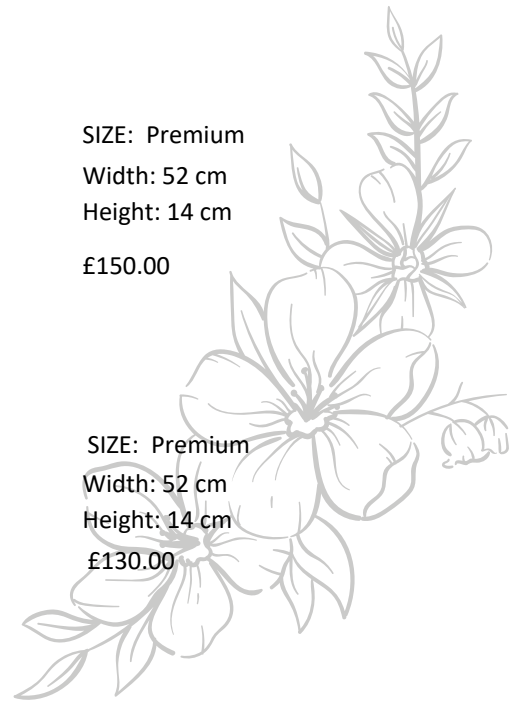 SIZE:  Premium
Width: 52 cm
Height: 14 cm
£150.00
SIZE:  Premium
Width: 52 cm
Height: 14 cm
£130.00